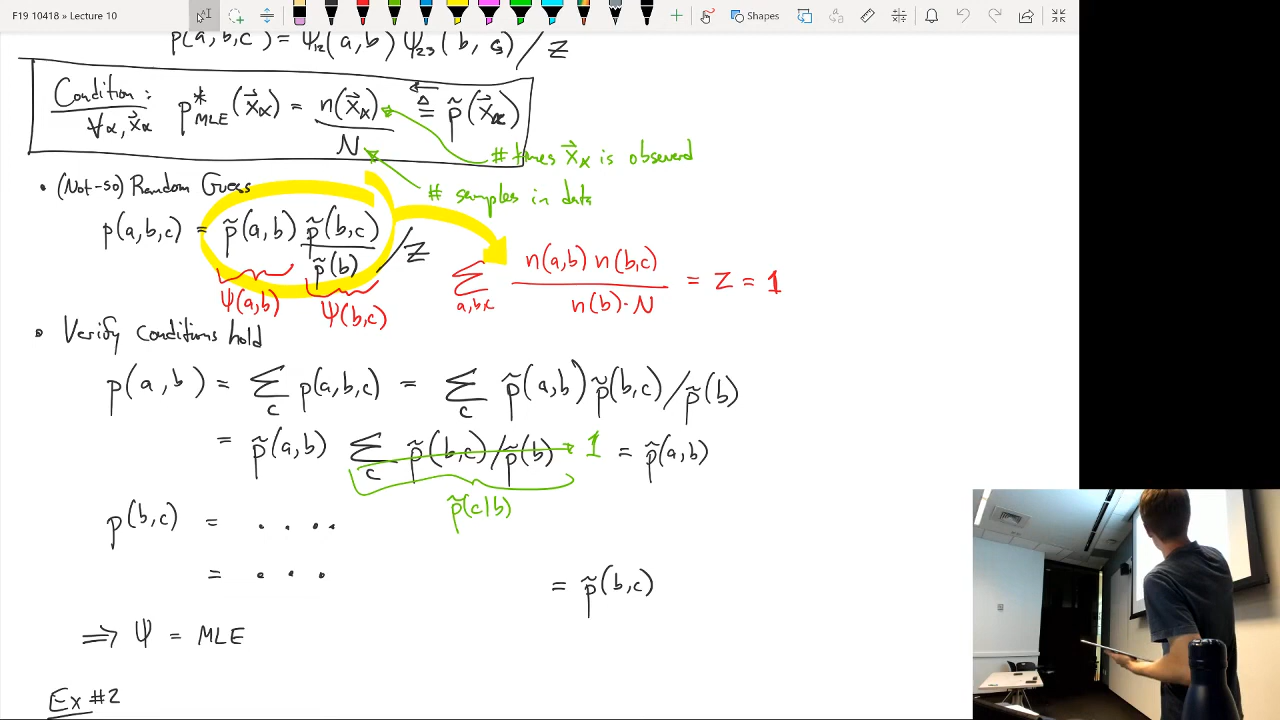 F19 10418 » Lecture 10
Shapes
p(a,b,c) = Ψ₁₂(a,b) Ψ₂₃(b,c)/Z
Condition: p*MLE(x⃗α) = n(x⃗α)/N ≜ p̃(x⃗α)
∀α, x⃗α
# times x⃗α is observed
# samples in data
• (Not-so) Random Guess
p(a,b,c) = p̃(a,b) p̃(b,c)/p̃(b) /Z
Ψ(a,b) Ψ(b,c)
∑a,b,c n(a,b) n(b,c) / n(b)·N = Z = 1
• Verify conditions hold
p(a,b) = ∑c p(a,b,c) = ∑c p̃(a,b) p̃(b,c)/p̃(b)
= p̃(a,b) ∑c p̃(b,c)/p̃(b) 1 = p̃(a,b)
p̃(c|b)
p(b,c) = . . . .
= . . .
= p̃(b,c)
⟹ Ψ = MLE
Ex #2